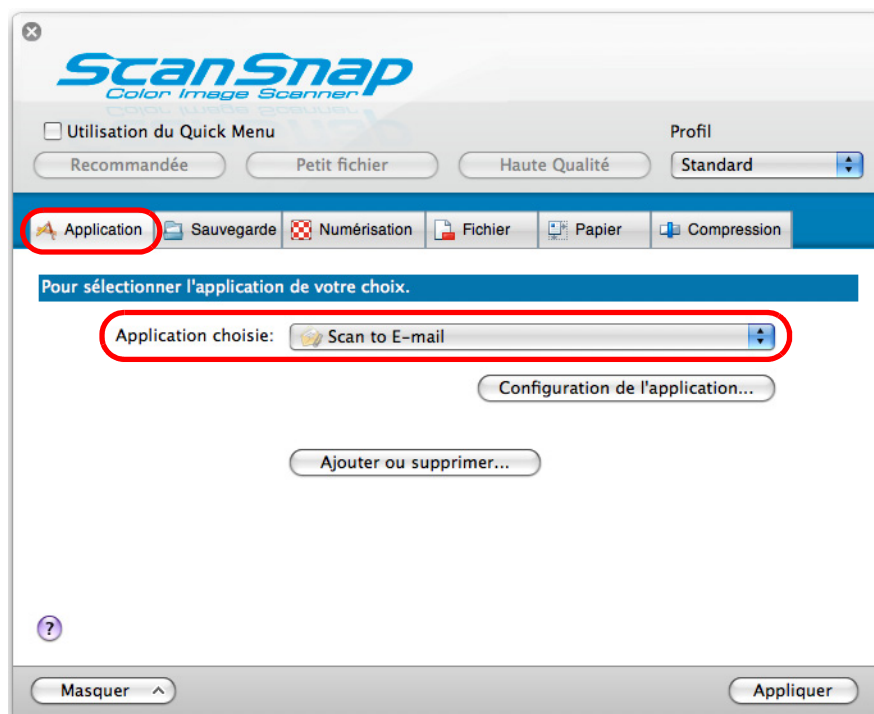 ScanSnap
Color Image Scanner
Utilisation du Quick Menu
Profil
Recommandée Petit fichier Haute Qualité Standard
Application Sauvegarde Numérisation Fichier Papier Compression
Pour sélectionner l'application de votre choix.
Application choisie: Scan to E-mail
Configuration de l'application...
Ajouter ou supprimer...
?
Masquer Appliquer